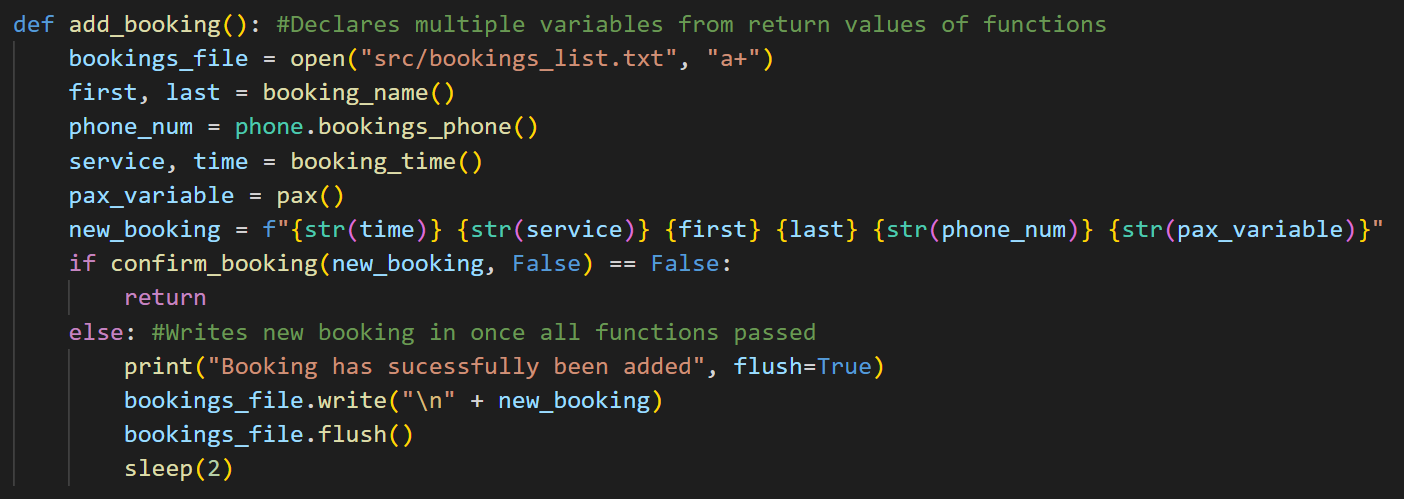 def add_booking(): #Declares multiple variables from return values of functions
    bookings_file = open("src/bookings_list.txt", "a+")
    first, last = booking_name()
    phone_num = phone.bookings_phone()
    service, time = booking_time()
    pax_variable = pax()
    new_booking = f"{str(time)} {str(service)} {first} {last} {str(phone_num)} {str(pax_variable)}"
    if confirm_booking(new_booking, False) == False:
        return
    else: #Writes new booking in once all functions passed
        print("Booking has sucessfully been added", flush=True)
        bookings_file.write("\n" + new_booking)
        bookings_file.flush()
        sleep(2)